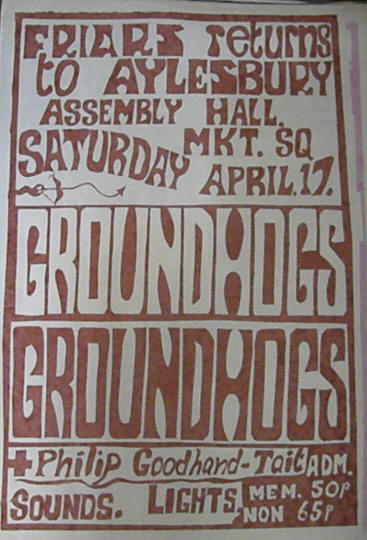 FRIARS returns
to AYLESBURY
ASSEMBLY HALL.
MKT. SQ
SATURDAY APRIL.17.
GROUNDHOGS
GROUNDHOGS
+Philip Goodhand-Tait ADM.
SOUNDS. LIGHTS. MEM. 50p
NON 65p